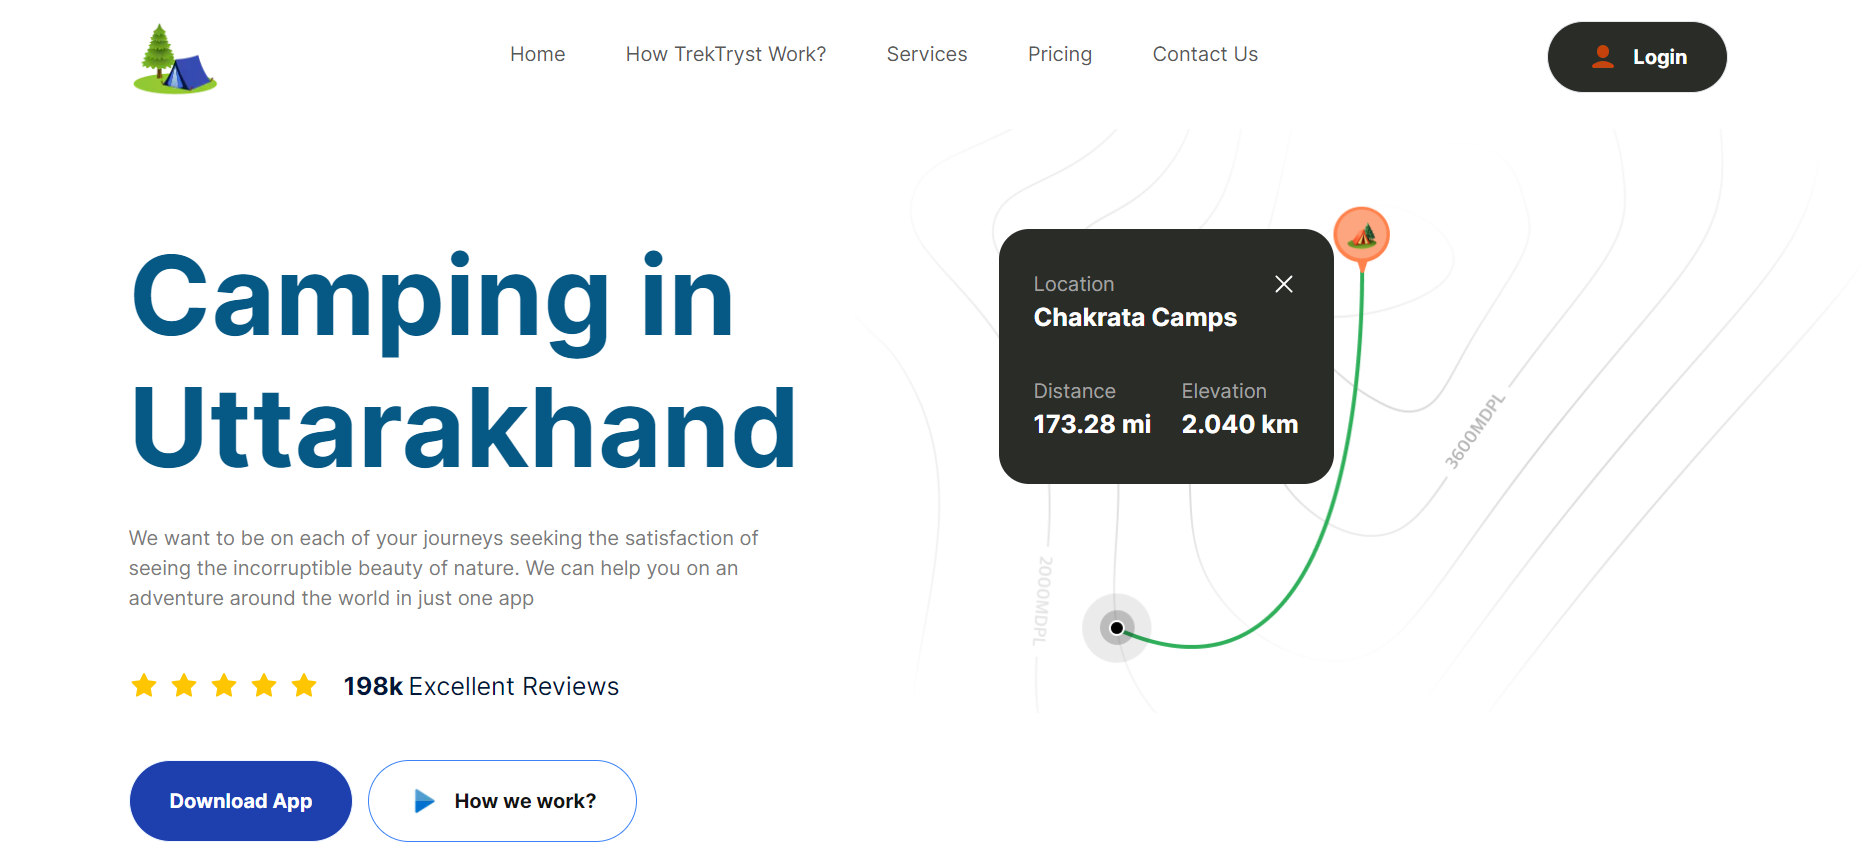 Home
How TrekTryst Work?
Services
Pricing
Contact Us
Login
Camping in
Uttarakhand
We want to be on each of your journeys seeking the satisfaction of
seeing the incorruptible beauty of nature. We can help you on an
adventure around the world in just one app
198k Excellent Reviews
Download App
How we work?
Location
Chakrata Camps
Distance
Elevation
173.28 mi
2.040 km
3600MDPL
2000MDPL